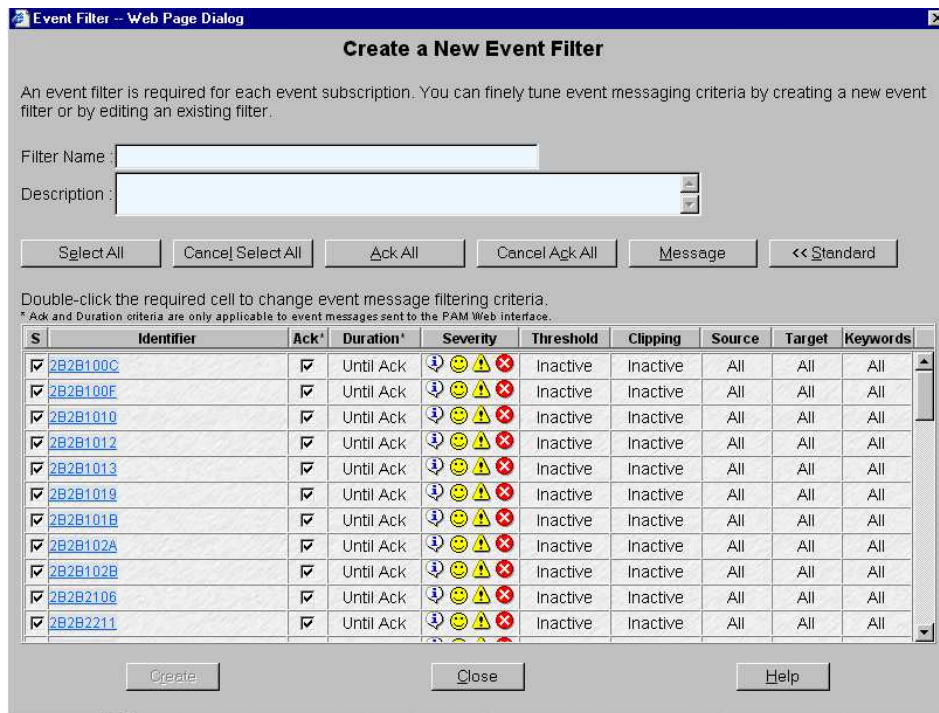 Event Filter -- Web Page Dialog
Create a New Event Filter
An event filter is required for each event subscription. You can finely tune event messaging criteria by creating a new event
filter or by editing an existing filter.
Filter Name :
Description :
Select All Cancel Select All Ack All Cancel Ack All Message << Standard
Double-click the required cell to change event message filtering criteria.
* Ack and Duration criteria are only applicable to event messages sent to the PAM Web interface.
S Identifier Ack* Duration* Severity Threshold Clipping Source Target Keywords
2B2B100C Until Ack Inactive Inactive All All All
2B2B100F Until Ack Inactive Inactive All All All
2B2B1010 Until Ack Inactive Inactive All All All
2B2B1012 Until Ack Inactive Inactive All All All
2B2B1013 Until Ack Inactive Inactive All All All
2B2B1019 Until Ack Inactive Inactive All All All
2B2B101B Until Ack Inactive Inactive All All All
2B2B102A Until Ack Inactive Inactive All All All
2B2B102B Until Ack Inactive Inactive All All All
2B2B2106 Until Ack Inactive Inactive All All All
2B2B2211 Until Ack Inactive Inactive All All All
Create Close Help